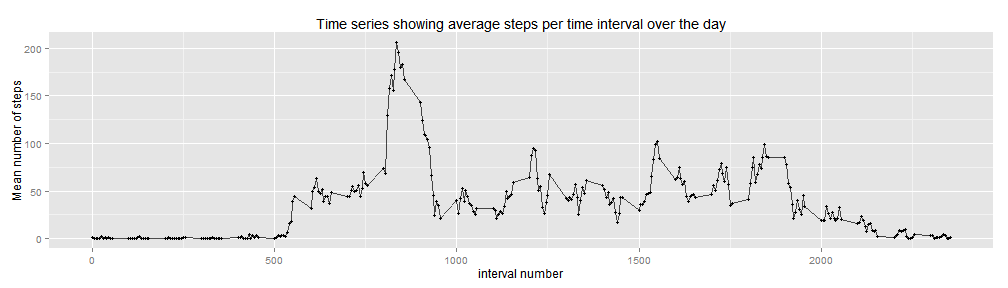 Time series showing average steps per time interval over the day
Mean number of steps
200
150
100
50
0
0 500 1000 1500 2000
interval number